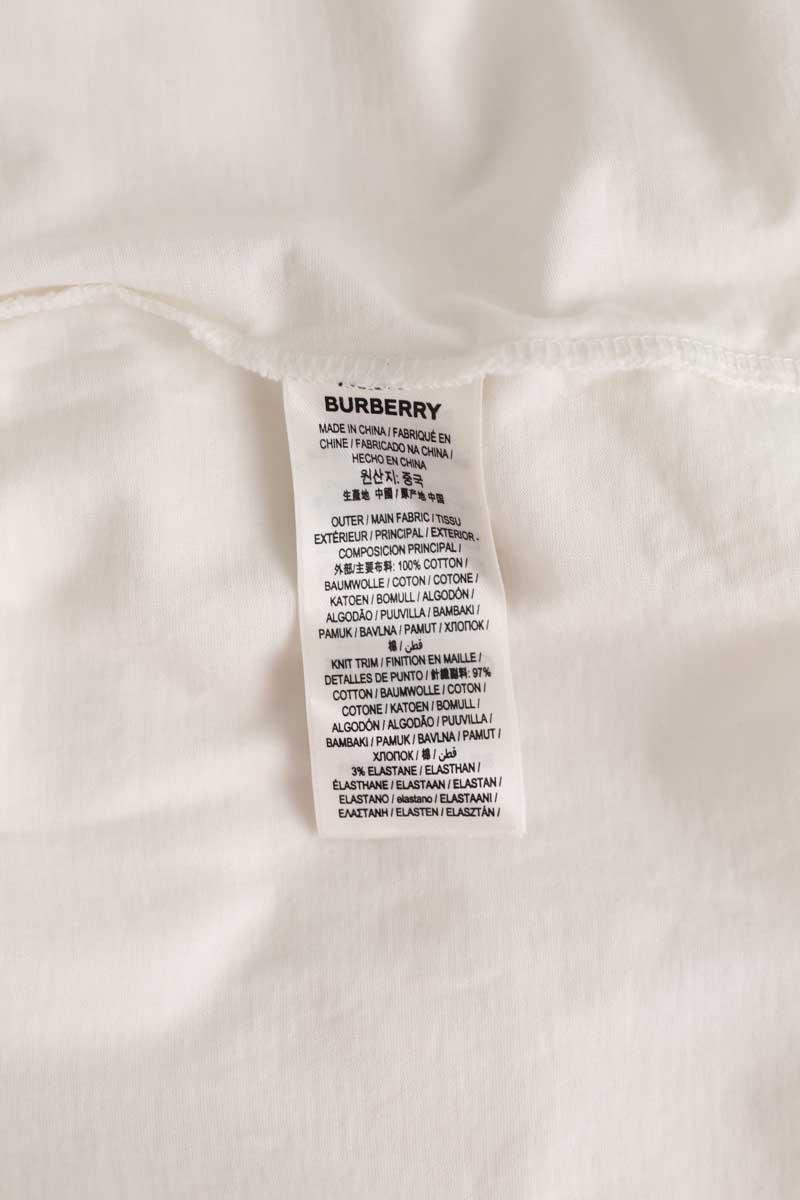 BURBERRY
MADE IN CHINA / FABRIQUÉ EN
CHINE / FABRICADO NA CHINA /
HECHO EN CHINA
원산지: 중국
生產地 中國 / 原产地 中国
OUTER / MAIN FABRIC / TISSU
EXTÉRIEUR / PRINCIPAL / EXTERIOR -
COMPOSICION PRINCIPAL /
外部/主要布料: 100% COTTON /
BAUMWOLLE / COTON / COTONE /
KATOEN / BOMULL / ALGODÓN /
ALGODÃO / PUUVILLA / BAMBAKI /
PAMUK / BAVLNA / PAMUT / ХЛОПОК /
棉 / قطن /
KNIT TRIM / FINITION EN MAILLE /
DETALLES DE PUNTO / 針織副料: 97%
COTTON / BAUMWOLLE / COTON /
COTONE / KATOEN / BOMULL /
ALGODÓN / ALGODÃO / PUUVILLA /
BAMBAKI / PAMUK / BAVLNA / PAMUT /
ХЛОПОК / 棉 / قطن /
3% ELASTANE / ELASTHAN /
ÉLASTHANE / ELASTAAN / ELASTAN /
ELASTANO / elastano / ELASTAANI /
ΕΛΑΣΤΑΝΗ / ELASTEN / ELASZTÁN /